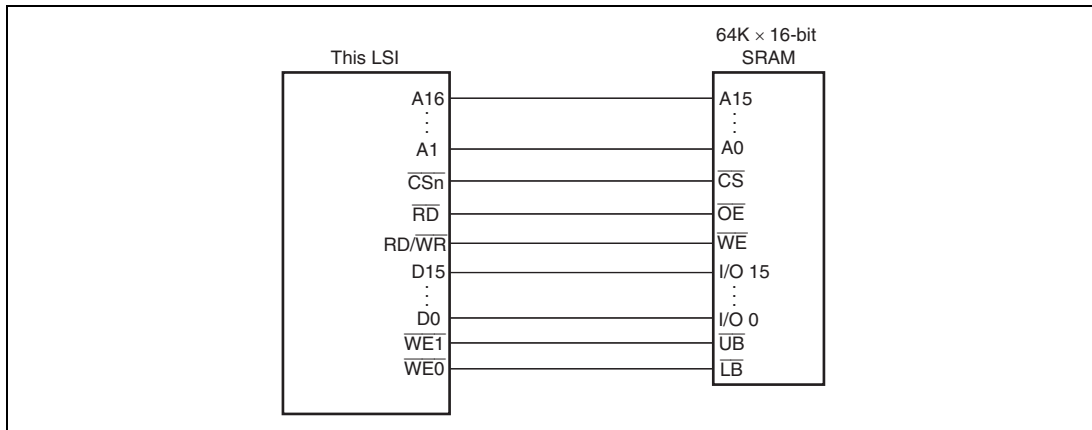 64K × 16-bit
SRAM
This LSI
A16 A15
A1 A0
CSn CS
RD OE
RD/WR WE
D15 I/O 15
D0 I/O 0
WE1 UB
WE0 LB